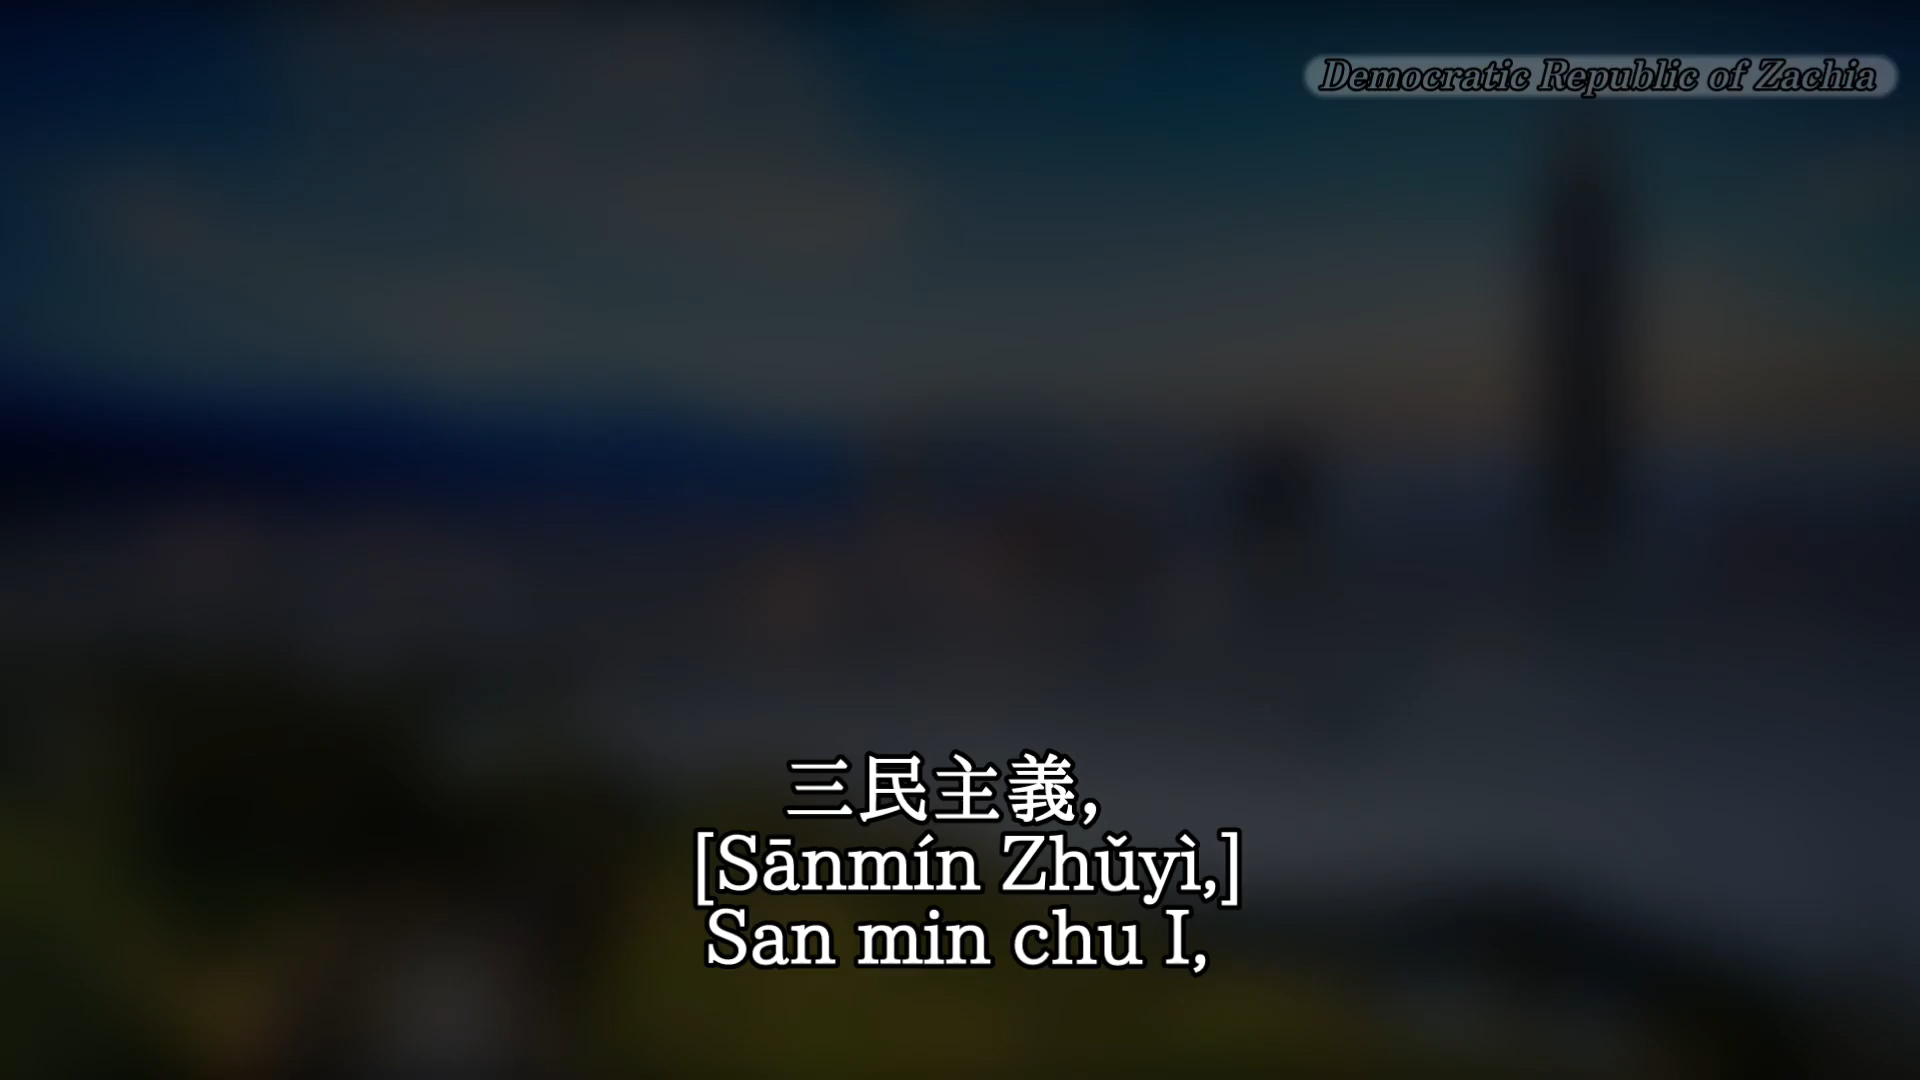 Democratic Republic of Zachia
三民主義,
[Sānmín Zhǔyì,]
San min chu I,